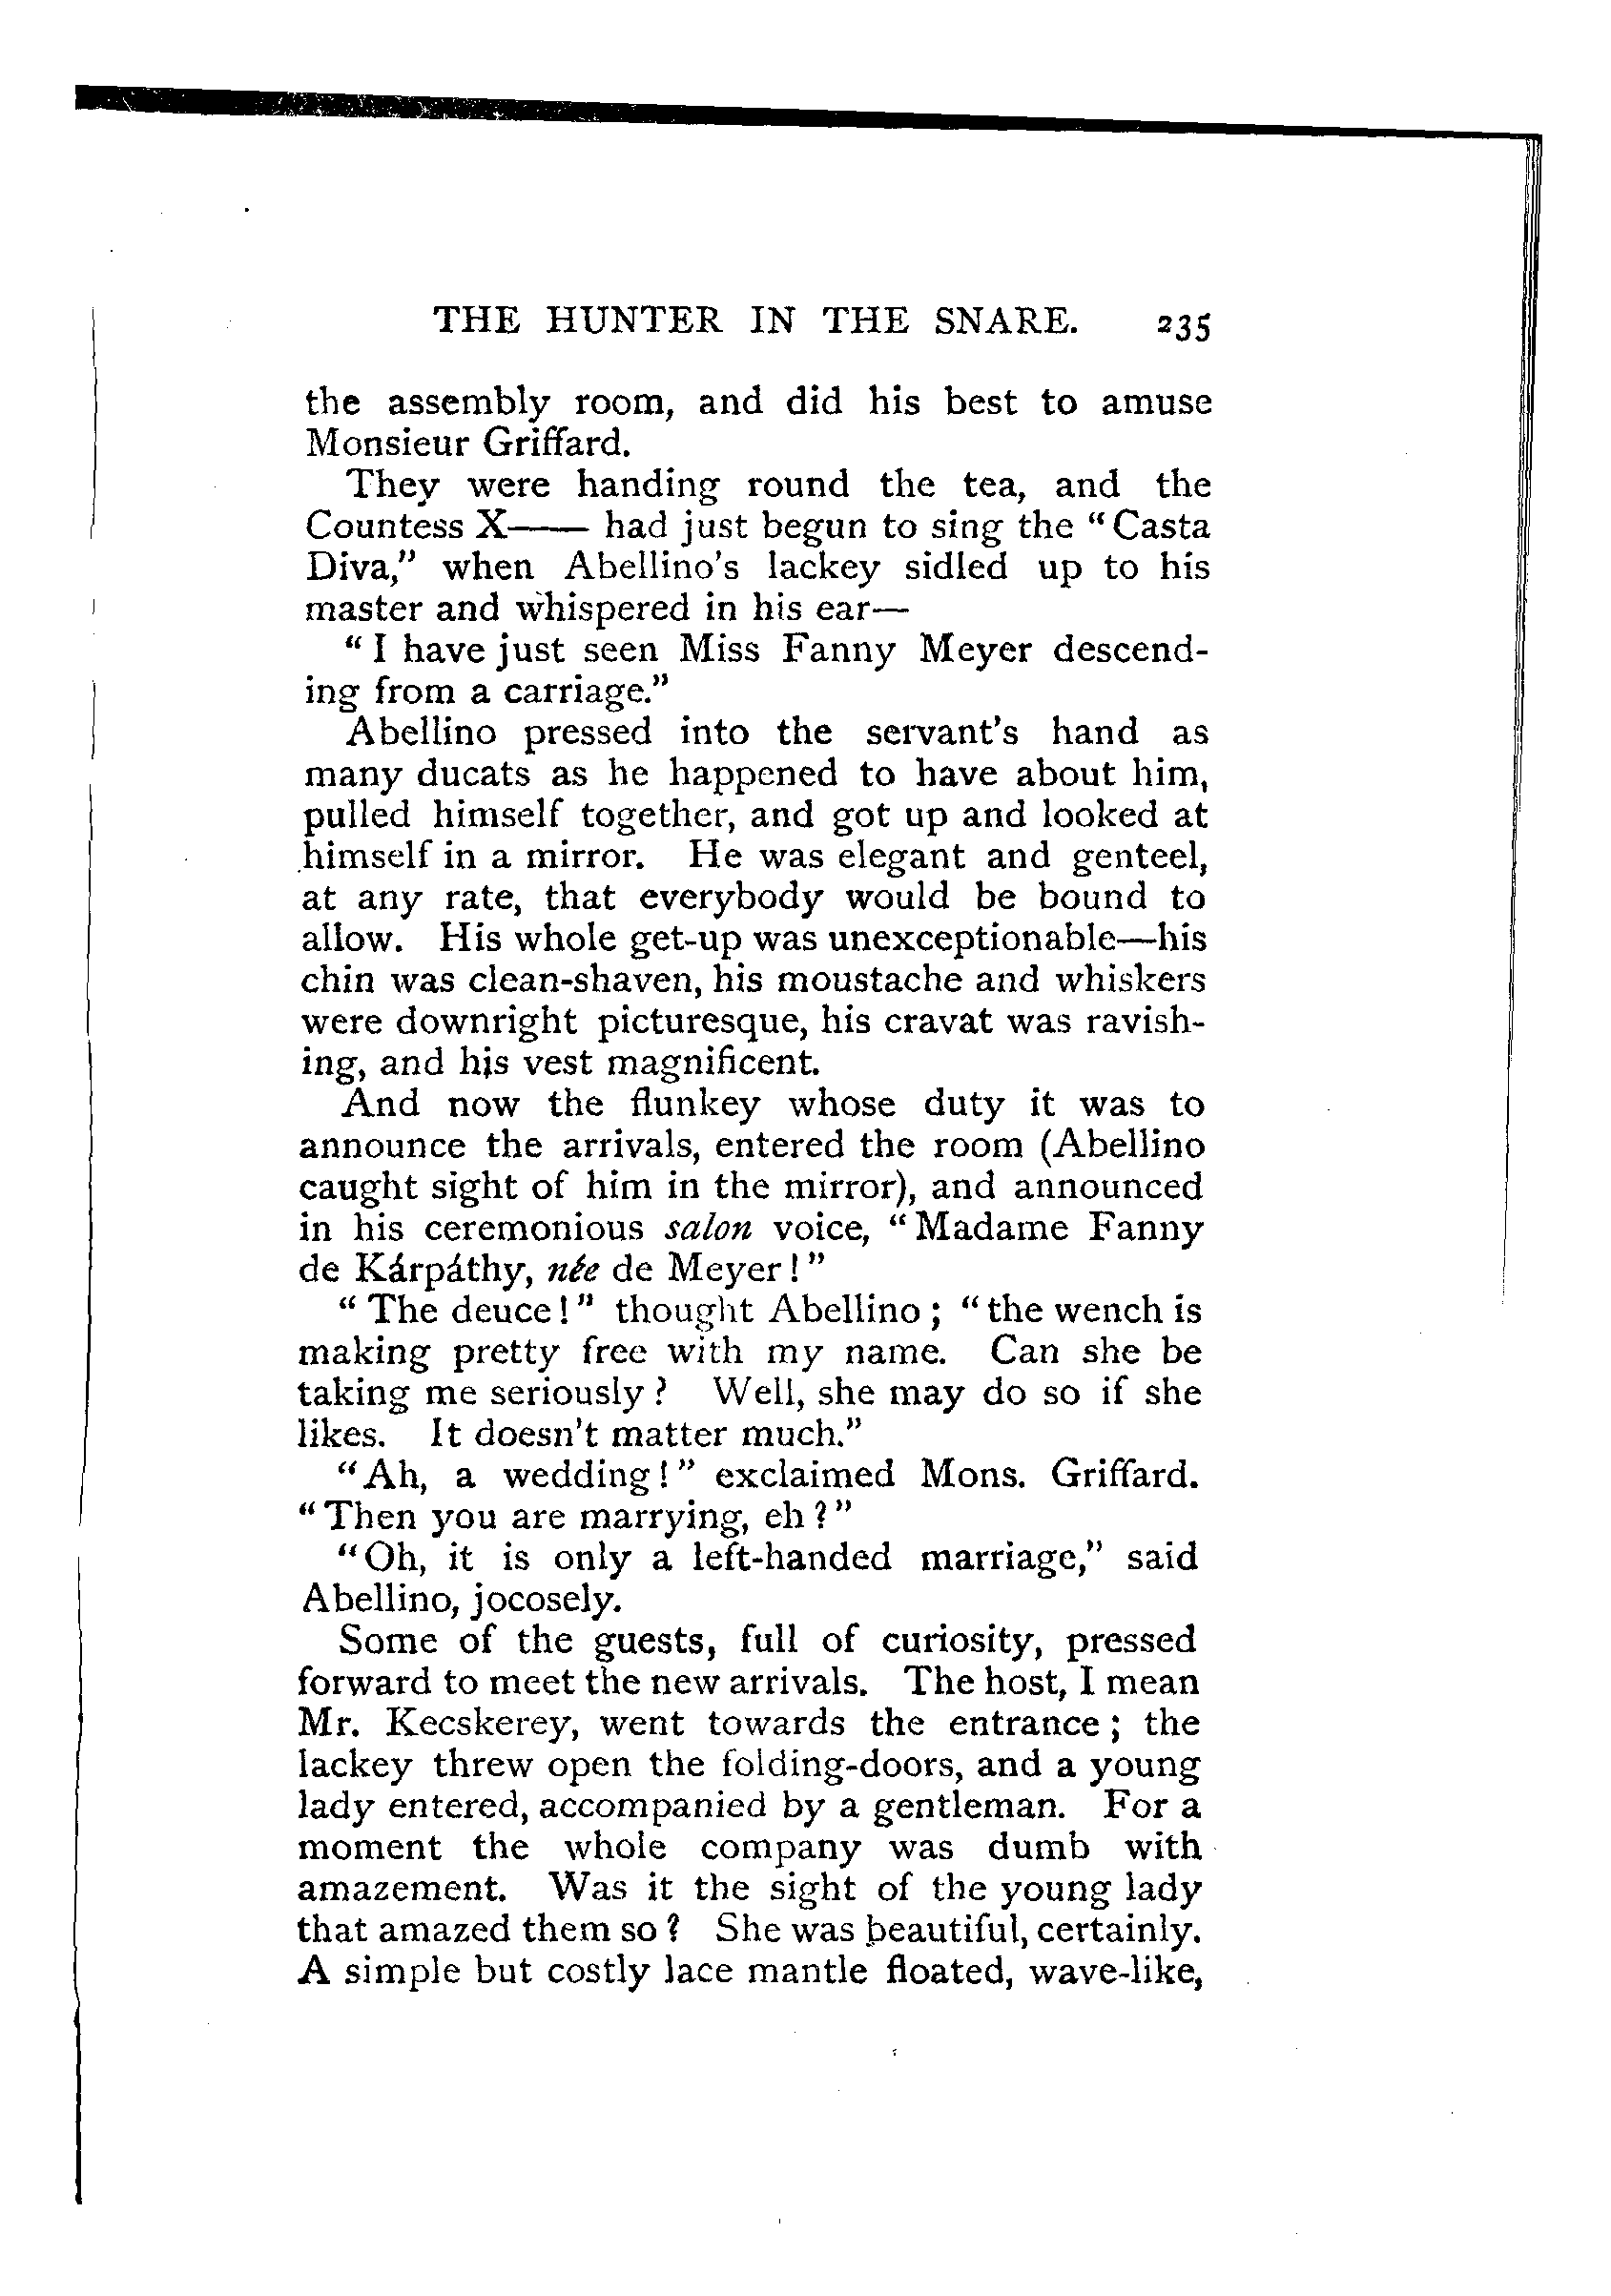 THE HUNTER IN THE SNARE. 235
the assembly room, and did his best to amuse
Monsieur Griffard.
They were handing round the tea, and the
Countess X—— had just begun to sing the “Casta
Diva,” when Abellino's lackey sidled up to his
master and whispered in his ear—
“I have just seen Miss Fanny Meyer descend-
ing from a carriage.”
Abellino pressed into the servant's hand as
many ducats as he happened to have about him,
pulled himself together, and got up and looked at
himself in a mirror. He was elegant and genteel,
at any rate, that everybody would be bound to
allow. His whole get-up was unexceptionable—his
chin was clean-shaven, his moustache and whiskers
were downright picturesque, his cravat was ravish-
ing, and his vest magnificent.
And now the flunkey whose duty it was to
announce the arrivals, entered the room (Abellino
caught sight of him in the mirror), and announced
in his ceremonious salon voice, “Madame Fanny
de Kárpáthy, née de Meyer!”
“The deuce!” thought Abellino; “the wench is
making pretty free with my name. Can she be
taking me seriously? Well, she may do so if she
likes. It doesn't matter much.”
“Ah, a wedding!” exclaimed Mons. Griffard.
“Then you are marrying, eh?”
“Oh, it is only a left-handed marriage,” said
Abellino, jocosely.
Some of the guests, full of curiosity, pressed
forward to meet the new arrivals. The host, I mean
Mr. Kecskerey, went towards the entrance; the
lackey threw open the folding-doors, and a young
lady entered, accompanied by a gentleman. For a
moment the whole company was dumb with
amazement. Was it the sight of the young lady
that amazed them so? She was beautiful, certainly.
A simple but costly lace mantle floated, wave-like,